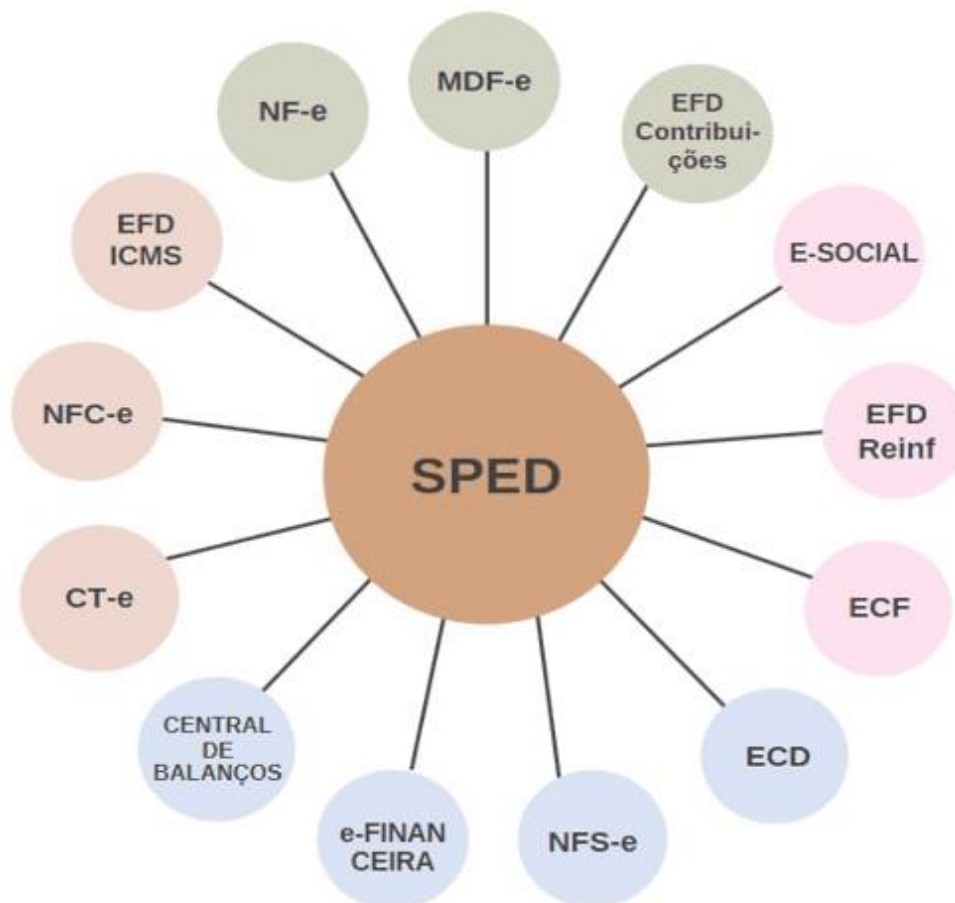 MDF-e
NF-e
EFD
Contribui-
ções
EFD
ICMS
E-SOCIAL
NFC-e
EFD
Reinf
SPED
CT-e
ECF
CENTRAL
DE
BALANÇOS
ECD
e-FINAN
CEIRA
NFS-e